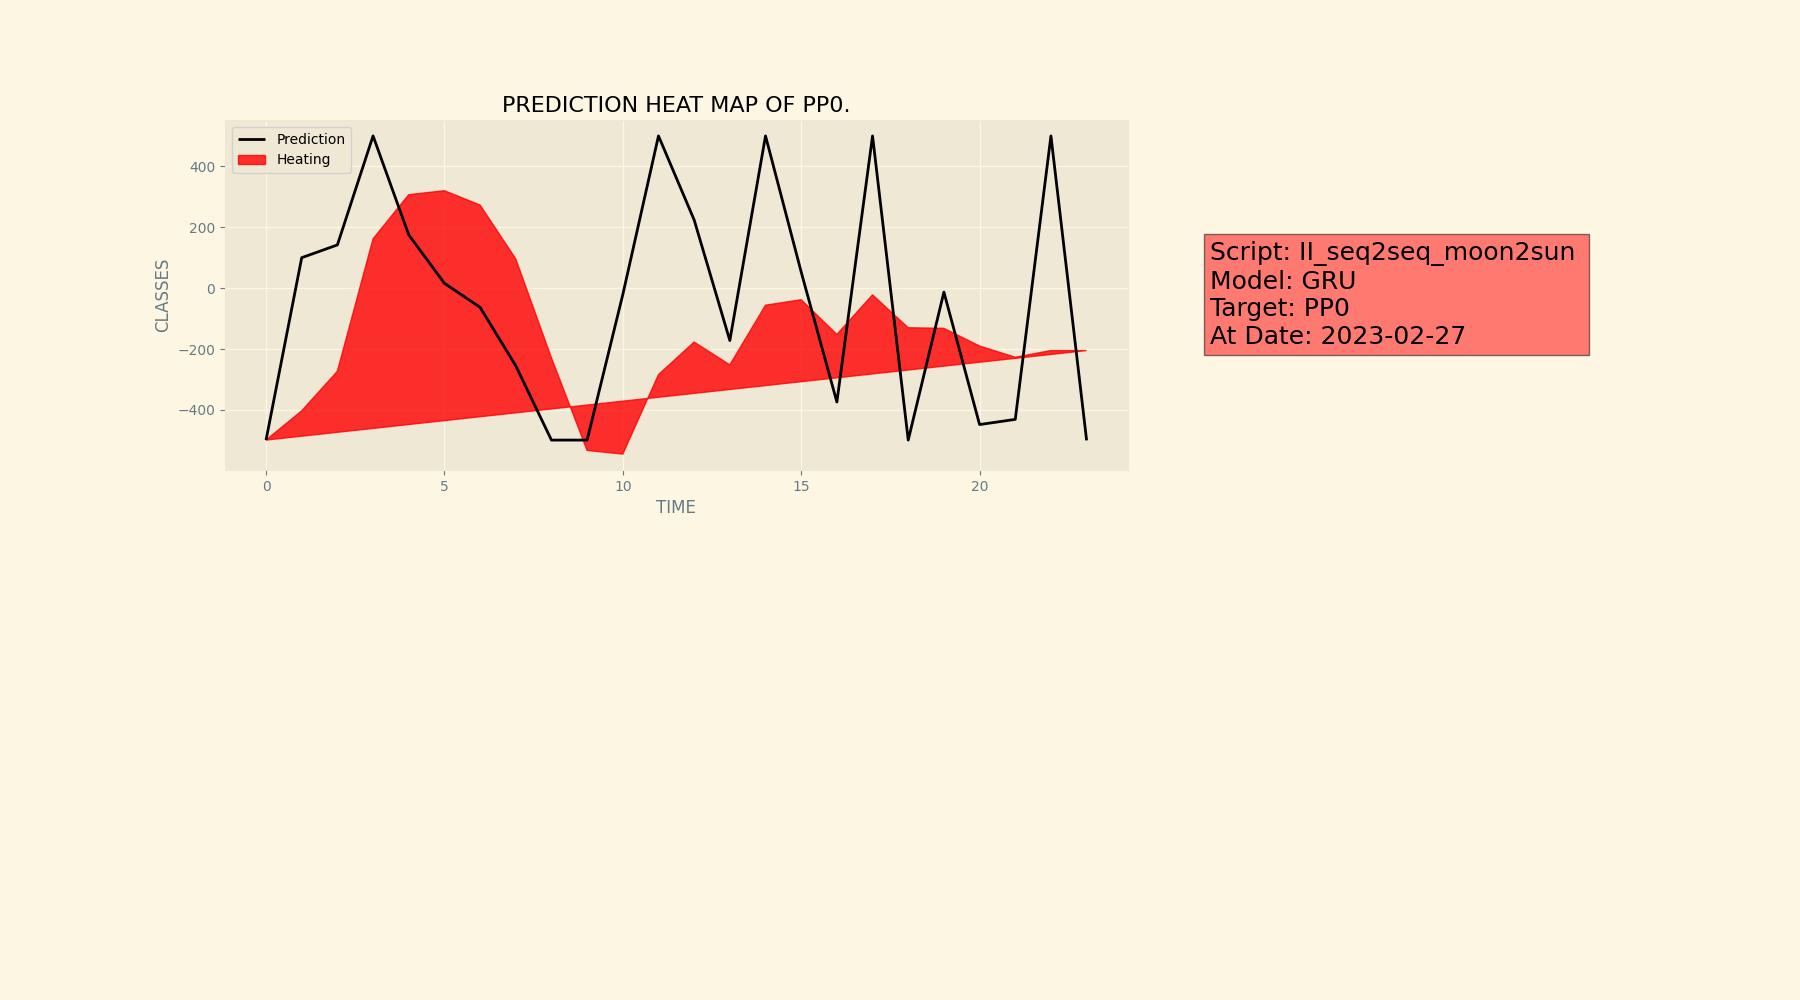 PREDICTION HEAT MAP OF PP0.
Prediction
Heating
400
200
0
−200
−400
CLASSES
0 5 10 15 20
TIME
Script: II_seq2seq_moon2sun
Model: GRU
Target: PP0
At Date: 2023-02-27